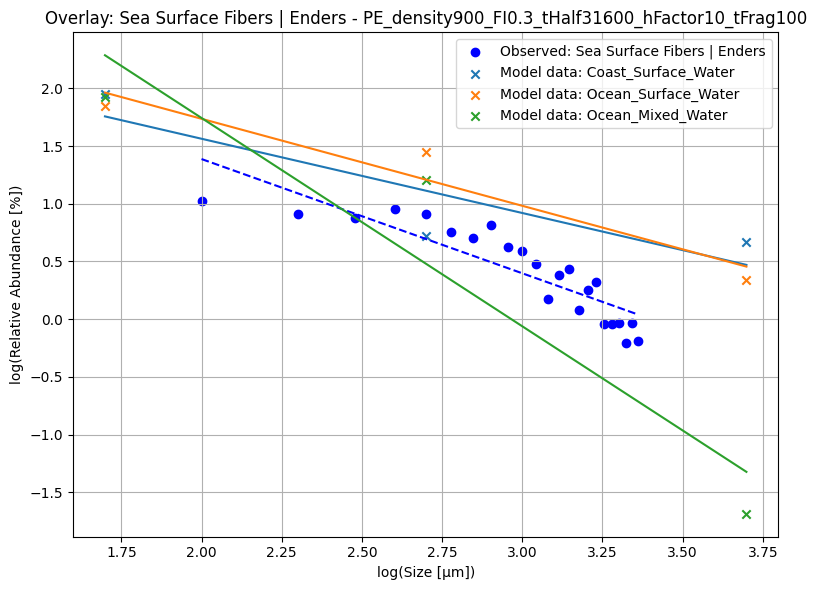 Overlay: Sea Surface Fibers | Enders - PE_density900_FI0.3_tHalf31600_hFactor10_tFrag100
Observed: Sea Surface Fibers | Enders
Model data: Coast_Surface_Water
Model data: Ocean_Surface_Water
Model data: Ocean_Mixed_Water
log(Relative Abundance [%])
2.0
1.5
1.0
0.5
0.0
−0.5
−1.0
−1.5
1.75 2.00 2.25 2.50 2.75 3.00 3.25 3.50 3.75
log(Size [μm])